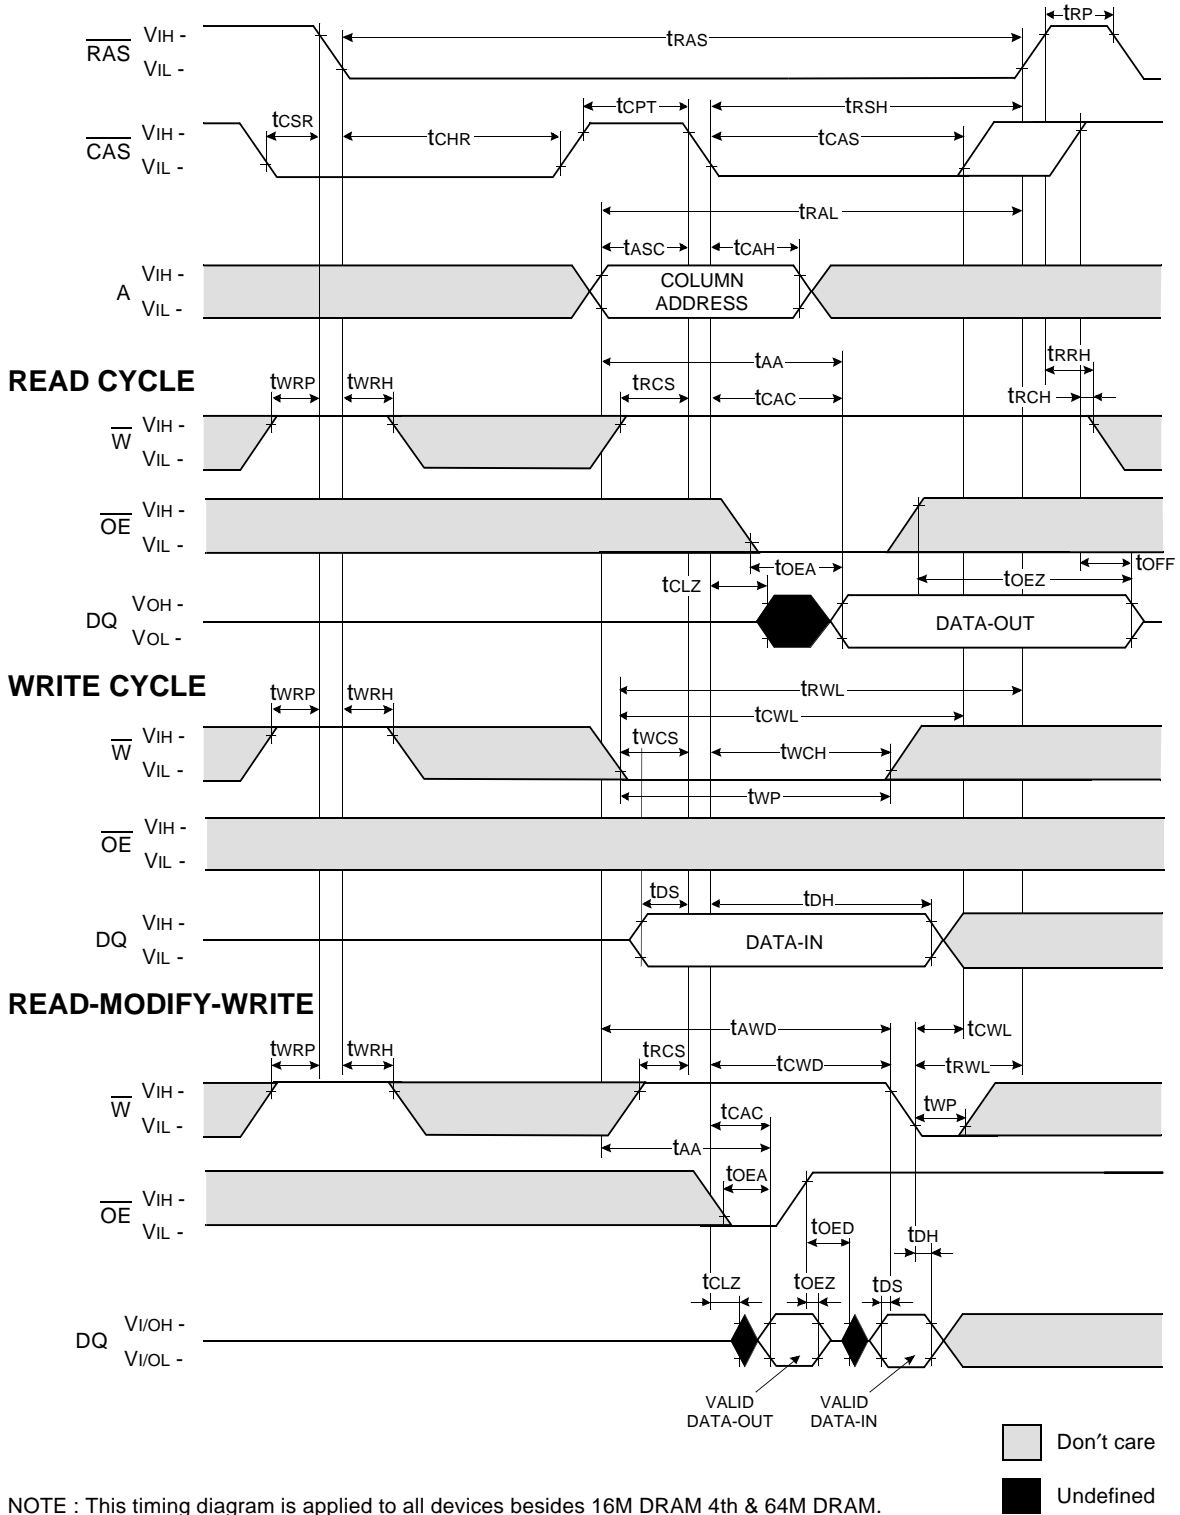 tRP
RAS VIH - tRAS
VIL -
tCPT tRSH
tCSR
CAS VIH - tCHR tCAS
VIL -
tRAL
tASC tCAH
A VIH - COLUMN
VIL - ADDRESS
tAA tRRH
READ CYCLE
tWRP tWRH tRCS tCAC tRCH
W VIH -
VIL -
OE VIH -
VIL -
tOEA tOEZ tOFF
tCLZ
DQ VOH - DATA-OUT
VOL -
WRITE CYCLE
tWRP tWRH tRWL
tCWL
W VIH - tWCS tWCH
VIL -
tWP
OE VIH -
VIL -
tDS tDH
DQ VIH - DATA-IN
VIL -
READ-MODIFY-WRITE
tAWD tCWL
tWRP tWRH tRCS tCWD tRWL
W VIH - tWP
VIL - tCAC
tAA
tOEA
OE VIH -
VIL -
tOED tDH
tCLZ tOEZ tDS
DQ VI/OH -
VI/OL -
VALID VALID
DATA-OUT DATA-IN
Don′t care
Undefined
NOTE : This timing diagram is applied to all devices besides 16M DRAM 4th & 64M DRAM.